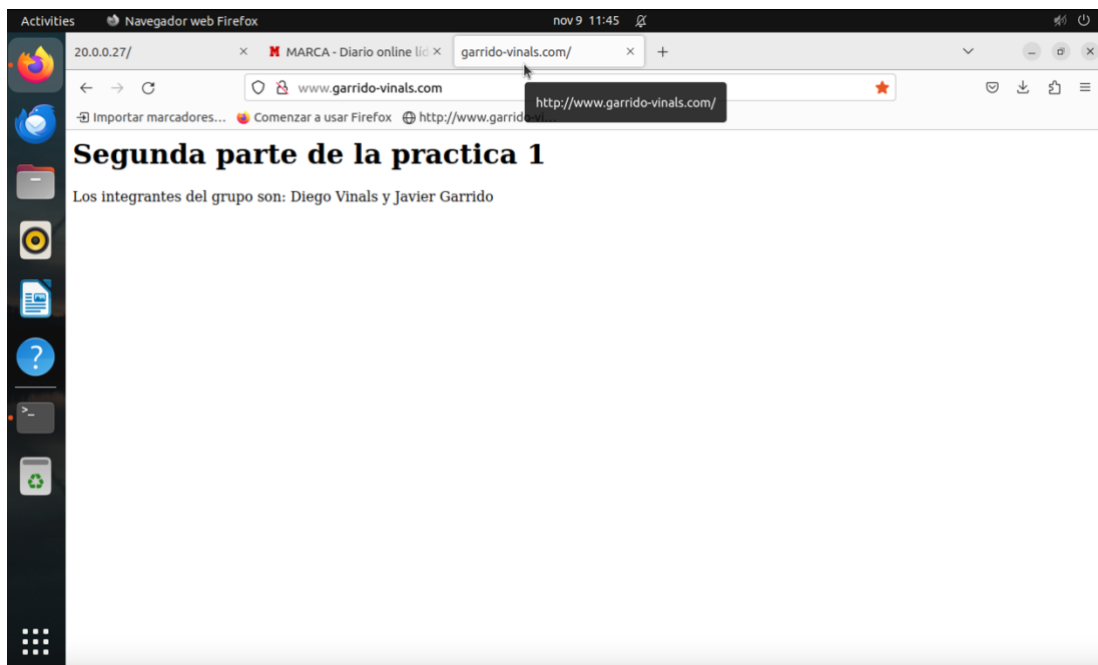 Activities Navegador web Firefox nov 9 11:45
20.0.0.27/ MARCA - Diario online líd garrido-vinals.com/
www.garrido-vinals.com
http://www.garrido-vinals.com/
Importar marcadores... Comenzar a usar Firefox http://www.garrido-vi...
Segunda parte de la practica 1
Los integrantes del grupo son: Diego Vinals y Javier Garrido